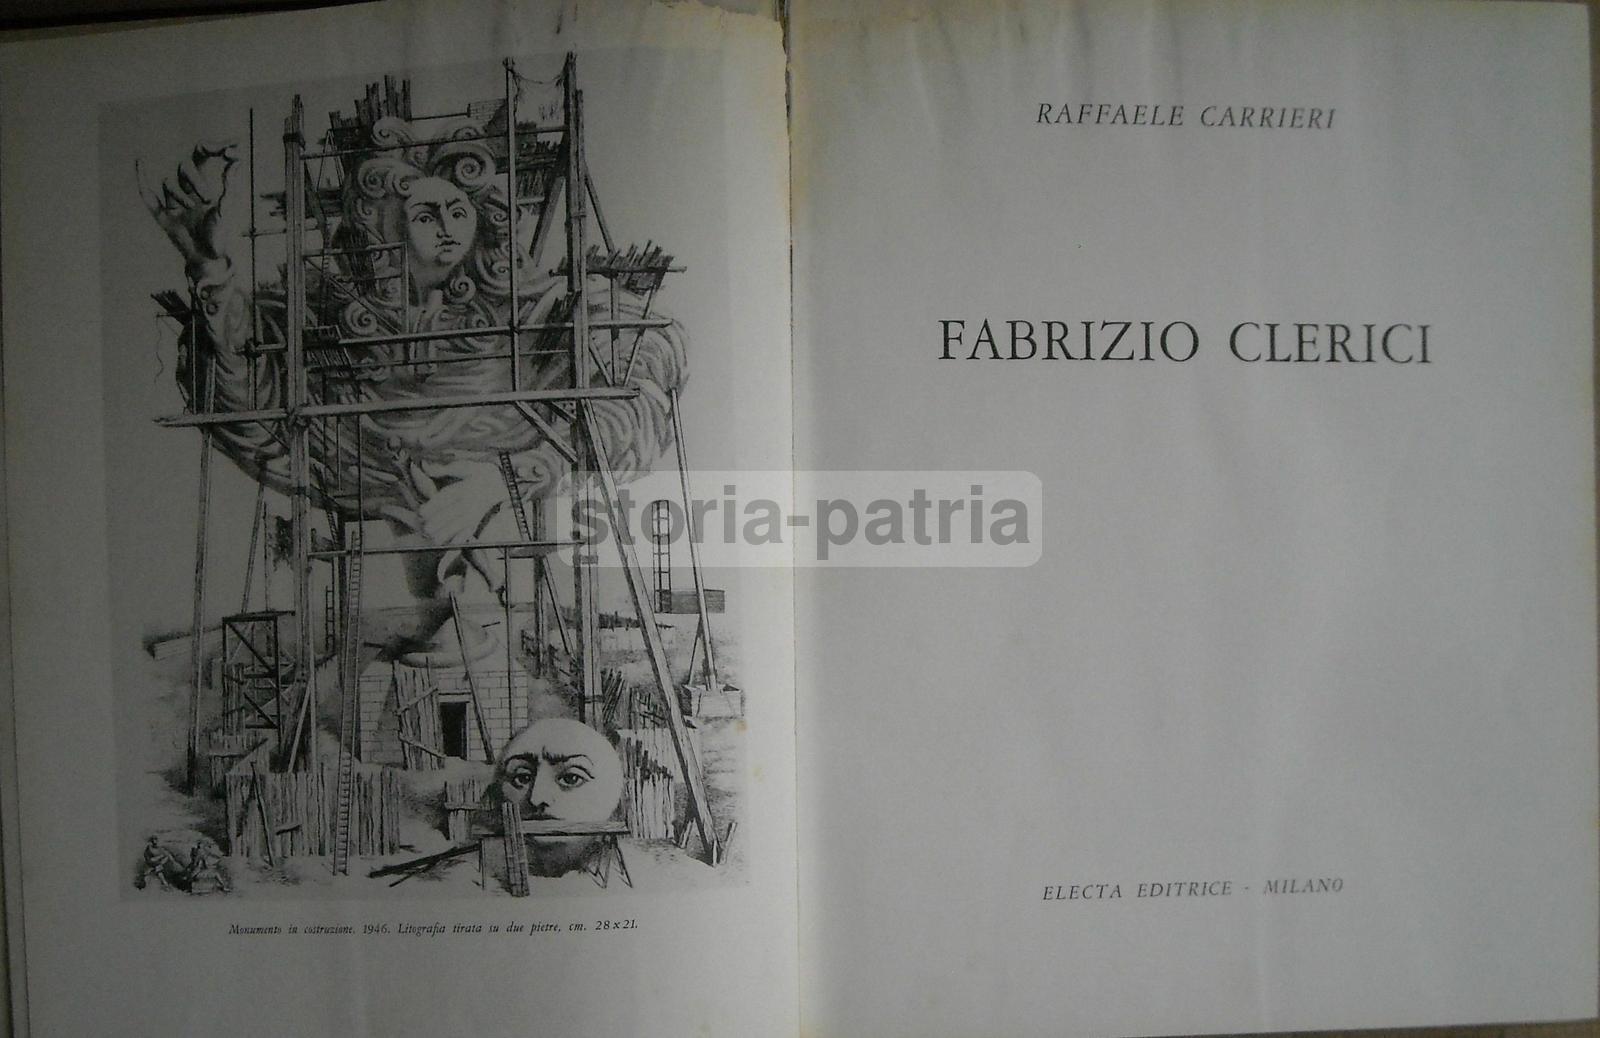 Monumento in costruzione. 1946. Litografia tirata su due pietre, cm. 28 x 21.
RAFFAELE CARRIERI
FABRIZIO CLERICI
storia-patria
ELECTA EDITRICE - MILANO